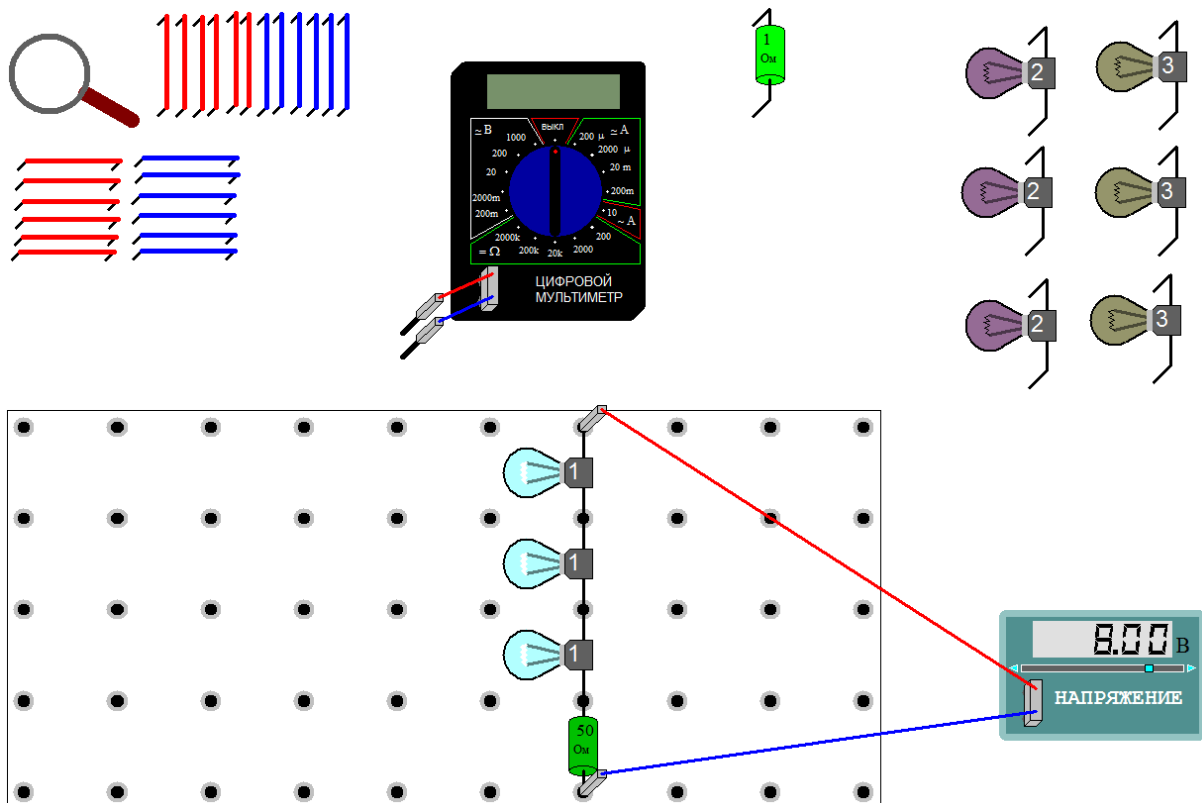 1
Ом
2
3
2
3
2
3
≃ В
1000
200
20
2000m
200m
ВЫКЛ
200 μ
≃ A
2000 μ
20 m
200m
10
~ A
2000k
200k
20k
2000
200
= Ω
ЦИФРОВОЙ
МУЛЬТИМЕТР
1
1
1
50
Ом
8.00 В
НАПРЯЖЕНИЕ